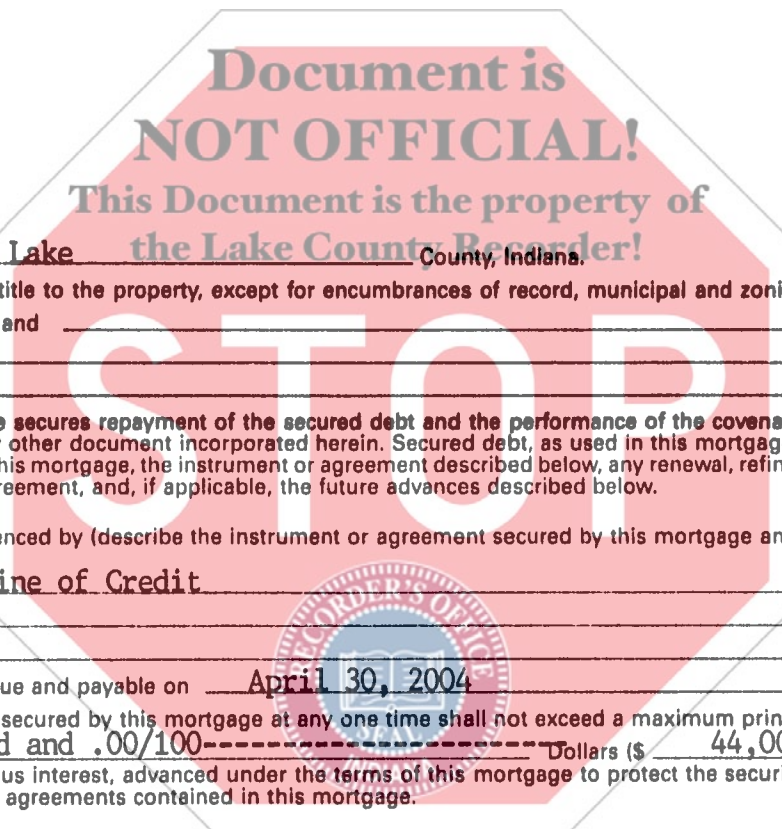 Document is
NOT OFFICIAL!
This Document is the property of
the Lake County Recorder!
Lake County, Indiana.
title to the property, except for encumbrances of record, municipal and zoni
and
STOP
e secures repayment of the secured debt and the performance of the covena
other document incorporated herein. Secured debt, as used in this mortgag
his mortgage, the instrument or agreement described below, any renewal, refin
reement, and, if applicable, the future advances described below.
enced by (describe the instrument or agreement secured by this mortgage an
ine of Credit
RECORDER'S OFFICE
SEAL
INDIANA
ue and payable on April 30, 2004
secured by this mortgage at any one time shall not exceed a maximum prin
d and .00/100------------------------ Dollars ($ 44,00
us interest, advanced under the terms of this mortgage to protect the securi
agreements contained in this mortgage.